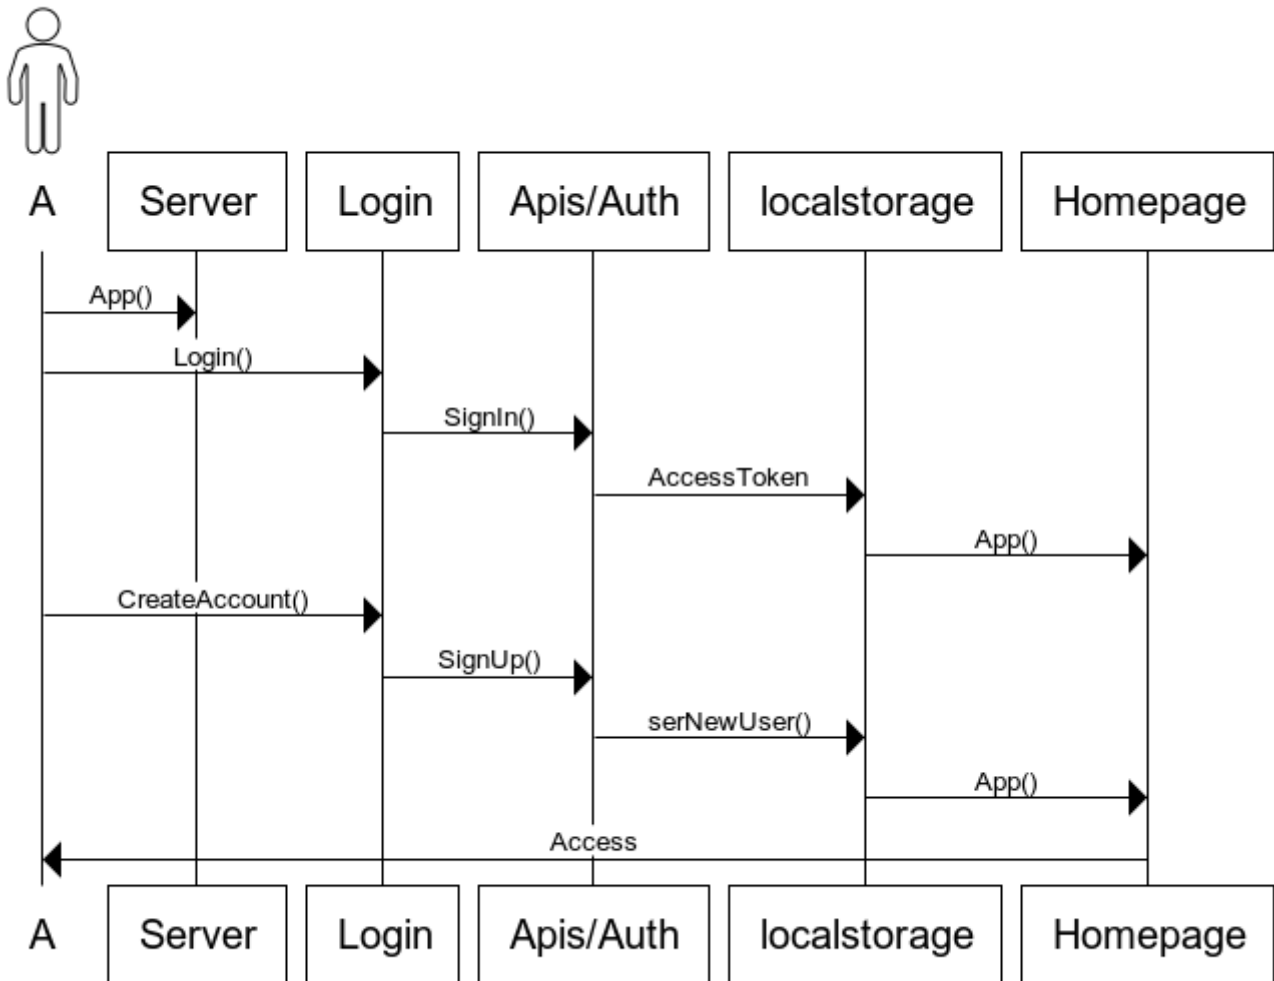 A Server Login Apis/Auth localstorage Homepage
App()
Login()
SignIn()
AccessToken
App()
CreateAccount()
SignUp()
serNewUser()
App()
Access
A Server Login Apis/Auth localstorage Homepage